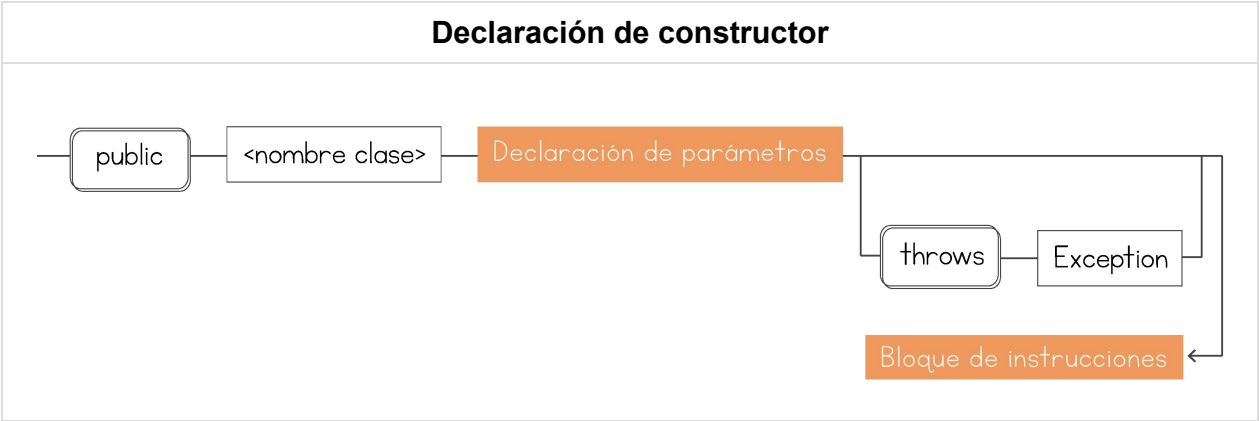 Declaración de constructor
public <nombre clase> Declaración de parámetros
throws Exception
Bloque de instrucciones